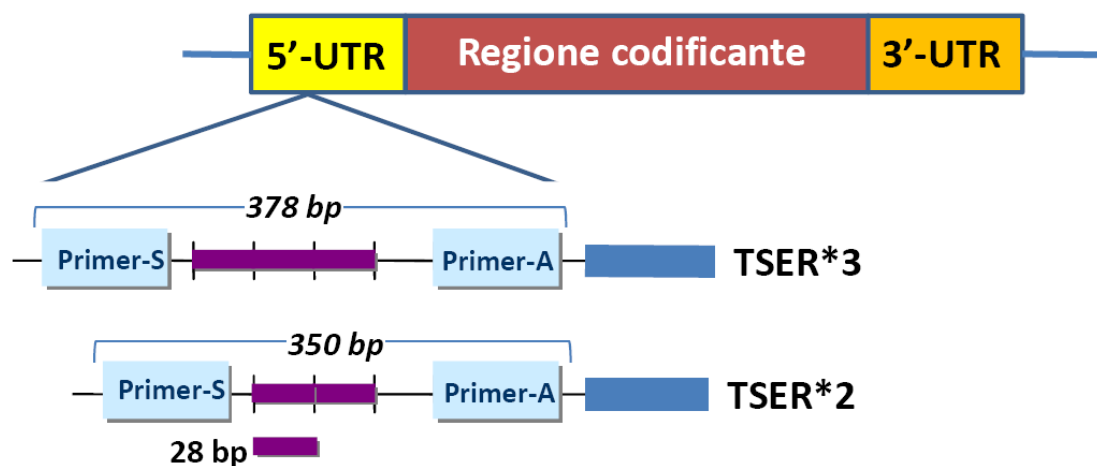 5’-UTR Regione codificante 3’-UTR
378 bp
Primer-S Primer-A TSER*3
350 bp
Primer-S Primer-A TSER*2
28 bp